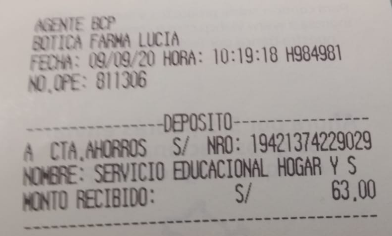 AGENTE BCP
BOTICA FARMA LUCIA
FECHA: 09/09/20 HORA: 10:19:18 H984981
NO.OPE: 811306
----------------DEPOSITO----------------
A CTA.AHORROS S/ NRO: 19421374229029
NOMBRE: SERVICIO EDUCACIONAL HOGAR Y S
MONTO RECIBIDO: S/ 63.00
----------------------------------------